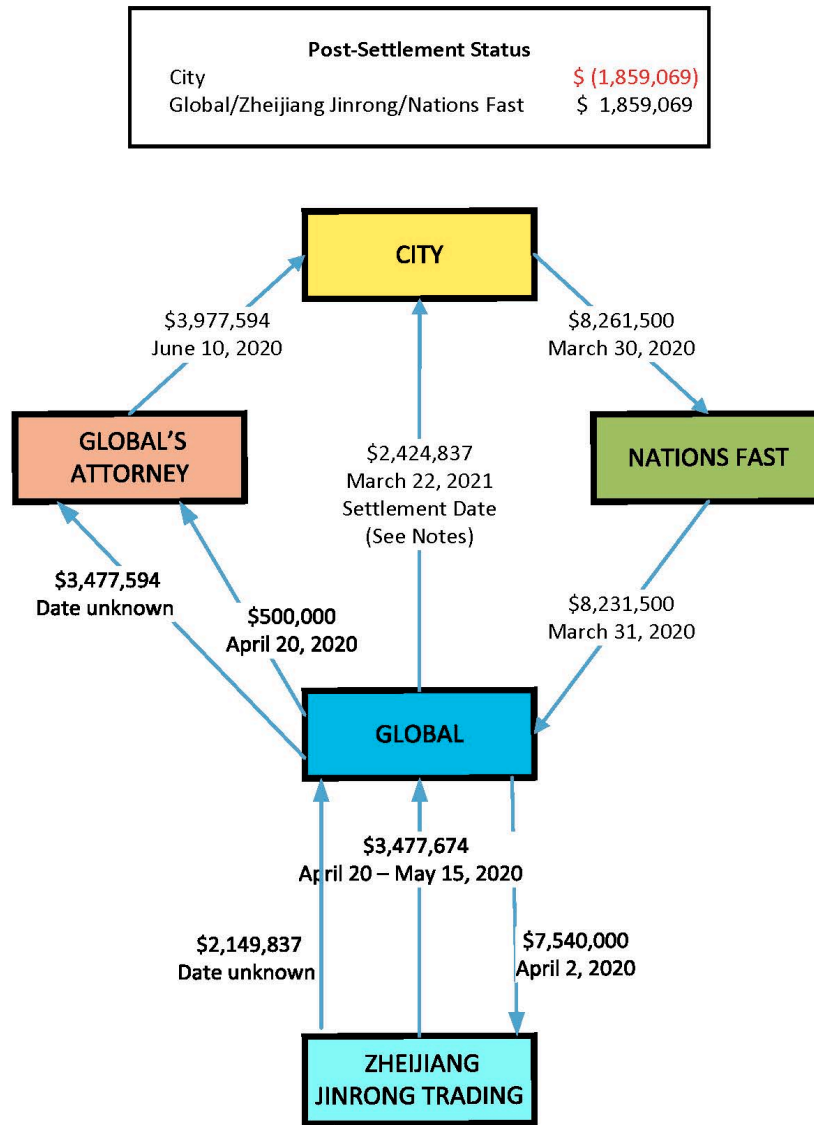 Post-Settlement Status
City $ (1,859,069)
Global/Zheijiang Jinrong/Nations Fast $ 1,859,069
CITY
$3,977,594
June 10, 2020
$8,261,500
March 30, 2020
GLOBAL’S
ATTORNEY
$2,424,837
March 22, 2021
Settlement Date
(See Notes)
NATIONS FAST
$3,477,594
Date unknown
$500,000
April 20, 2020
$8,231,500
March 31, 2020
GLOBAL
$3,477,674
April 20 – May 15, 2020
$2,149,837
Date unknown
$7,540,000
April 2, 2020
ZHEIJIANG
JINRONG TRADING